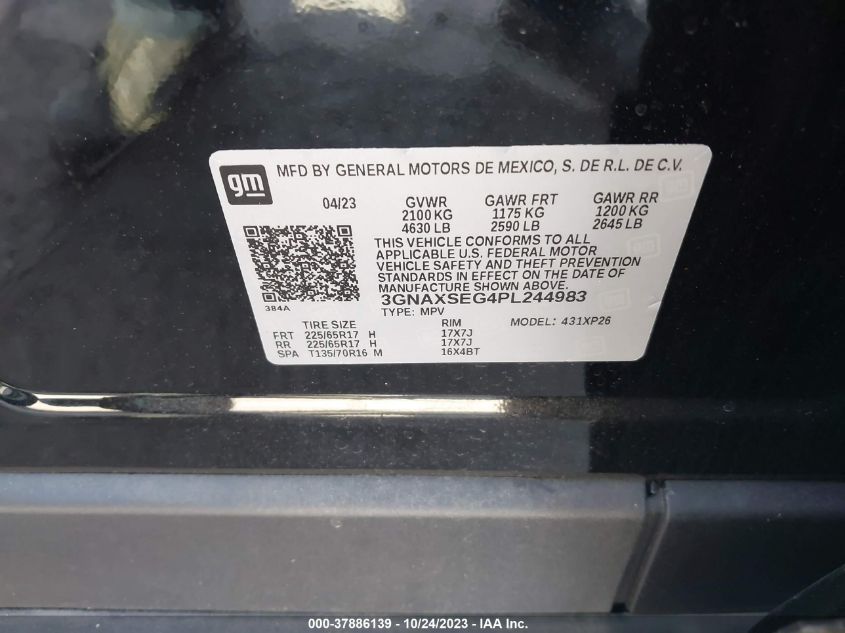 gm
MFD BY GENERAL MOTORS DE MEXICO, S. DE R.L. DE C.V.
04/23 GVWR GAWR FRT GAWR RR
2100 KG 1175 KG 1200 KG
4630 LB 2590 LB 2645 LB
THIS VEHICLE CONFORMS TO ALL
APPLICABLE U.S. FEDERAL MOTOR
VEHICLE SAFETY AND THEFT PREVENTION
STANDARDS IN EFFECT ON THE DATE OF
MANUFACTURE SHOWN ABOVE.
384A 3GNAXSEG4PL244983
TYPE: MPV
TIRE SIZE RIM MODEL: 431XP26
FRT 225/65R17 H 17X7J
RR 225/65R17 H 17X7J
SPA T135/70R16 M 16X4BT
000-37886139 - 10/24/2023 - IAA Inc.